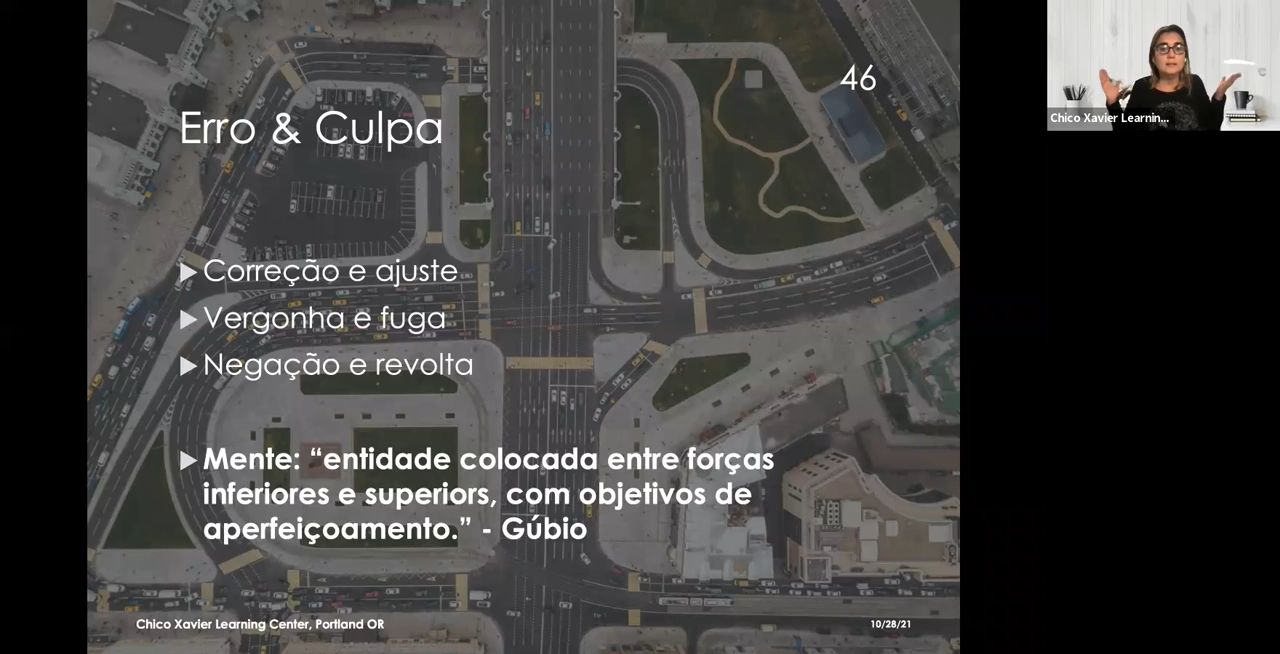 46
Erro & Culpa
Correção e ajuste
Vergonha e fuga
Negação e revolta
Mente: “entidade colocada entre forças
inferiores e superiors, com objetivos de
aperfeiçoamento.” - Gúbio
Chico Xavier Learning Center, Portland OR
10/28/21
Chico Xavier Learnin...